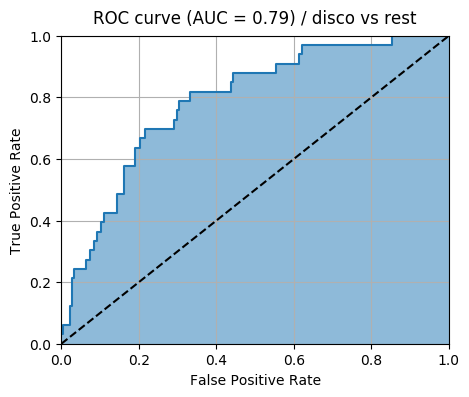 ROC curve (AUC = 0.79) / disco vs rest
1.0
0.8
0.6
0.4
0.2
0.0
True Positive Rate
0.0 0.2 0.4 0.6 0.8 1.0
False Positive Rate